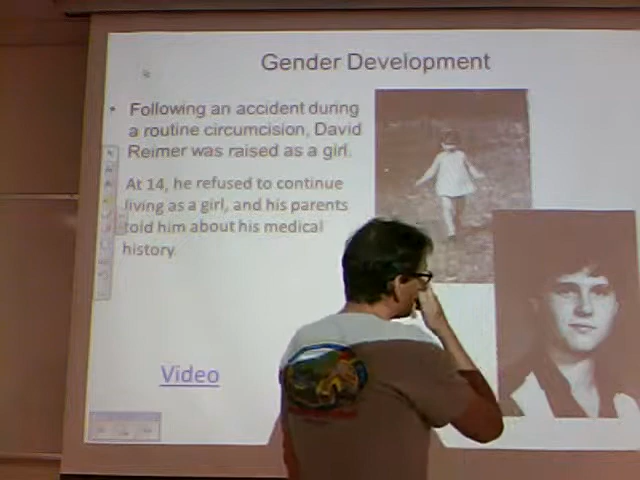 Gender Development
• Following an accident during
a routine circumcision, David
Reimer was raised as a girl.
At 14, he refused to continue
living as a girl, and his parents
told him about his medical
history.
Video